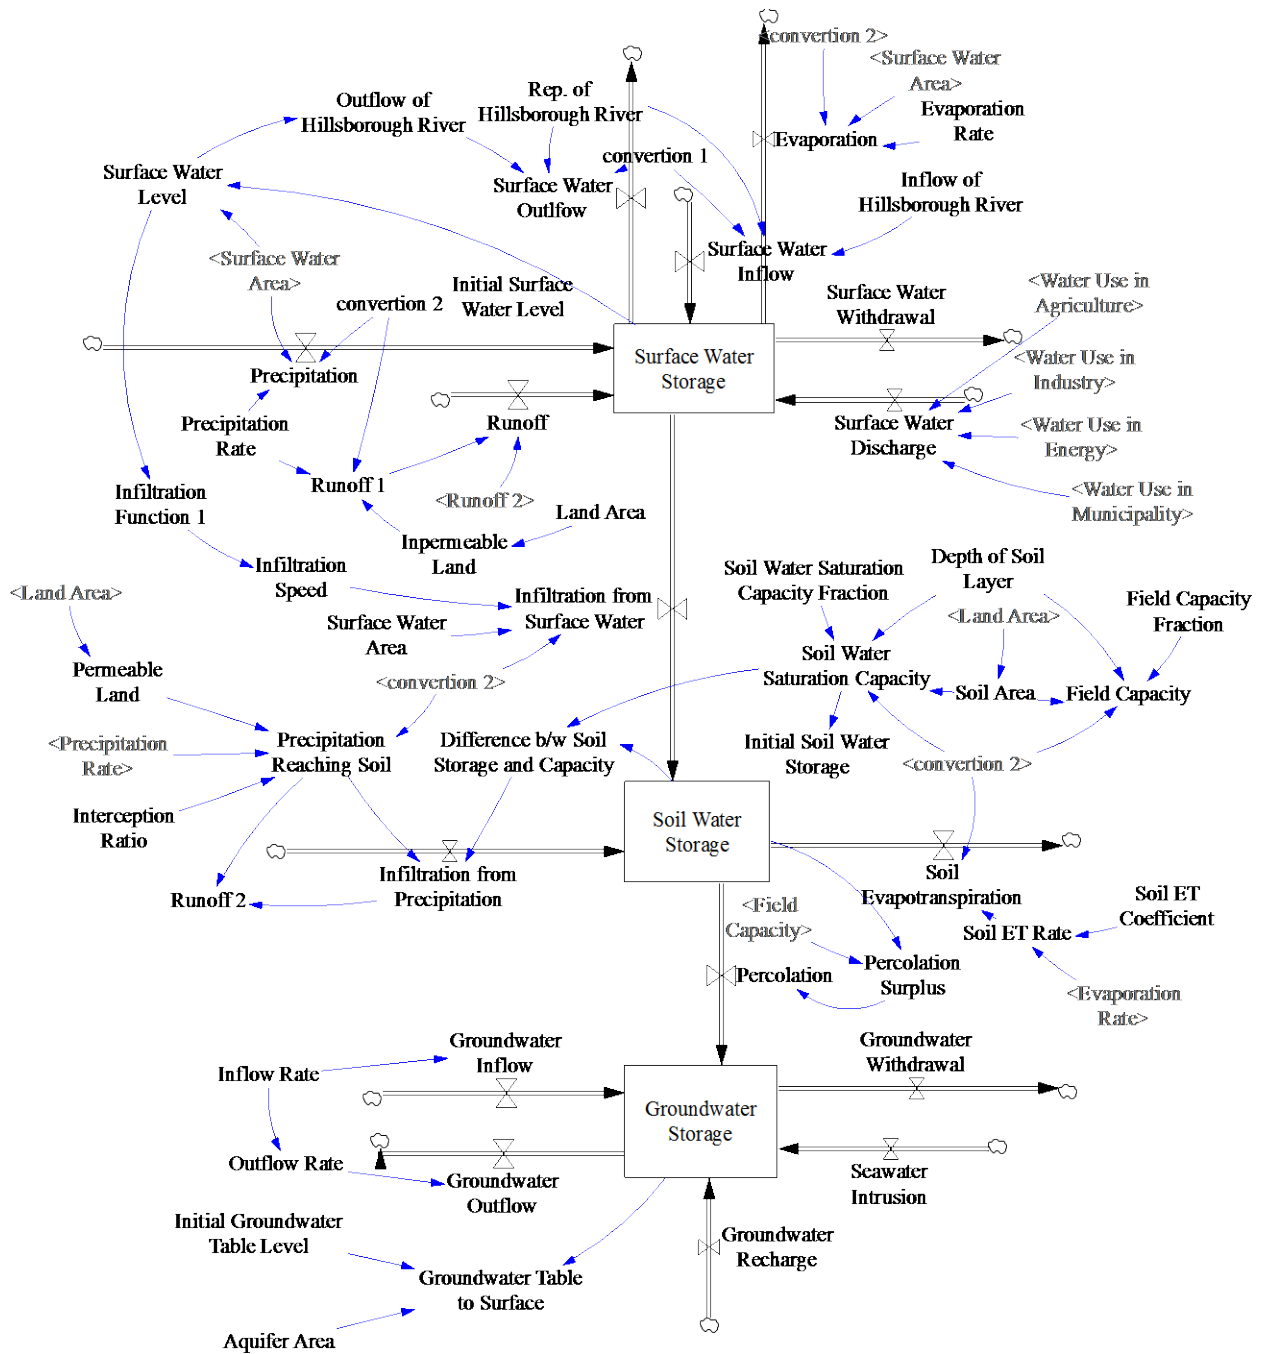 <convertion 2>
<Surface Water
Area>
Evaporation
Rate
Evaporation
Rep. of
Hillsborough River
Outflow of
Hillsborough River
convertion 1
Surface Water
Level
Surface Water
Outlfow
Inflow of
Hillsborough River
Surface Water
Inflow
<Surface Water
Area>
Initial Surface
Water Level
convertion 2
Surface Water
Withdrawal
<Water Use in
Agriculture>
Surface Water
Storage
Precipitation
<Water Use in
Industry>
Precipitation
Rate
Runoff
Surface Water
Discharge
<Water Use in
Energy>
Infiltration
Function 1
Runoff 1
<Runoff 2>
<Water Use in
Municipality>
Land Area
Inpermeable
Land
Infiltration
Speed
Soil Water Saturation
Capacity Fraction
Depth of Soil
Layer
<Land Area>
Infiltration from
Surface Water
<Land Area>
Field Capacity
Fraction
Surface Water
Area
Permeable
Land
<convertion 2>
Soil Water
Saturation Capacity
Soil Area
Field Capacity
<Precipitation
Rate>
Precipitation
Reaching Soil
Difference b/w Soil
Storage and Capacity
Initial Soil Water
Storage
<convertion 2>
Interception
Ratio
Soil Water
Storage
Runoff 2
Infiltration from
Precipitation
Soil
Evapotranspiration
Soil ET
Coefficient
<Field
Capacity>
Soil ET Rate
Percolation
Percolation
Surplus
<Evaporation
Rate>
Groundwater
Inflow
Groundwater
Withdrawal
Inflow Rate
Groundwater
Storage
Outflow Rate
Groundwater
Outflow
Seawater
Intrusion
Initial Groundwater
Table Level
Groundwater
Recharge
Groundwater Table
to Surface
Aquifer Area